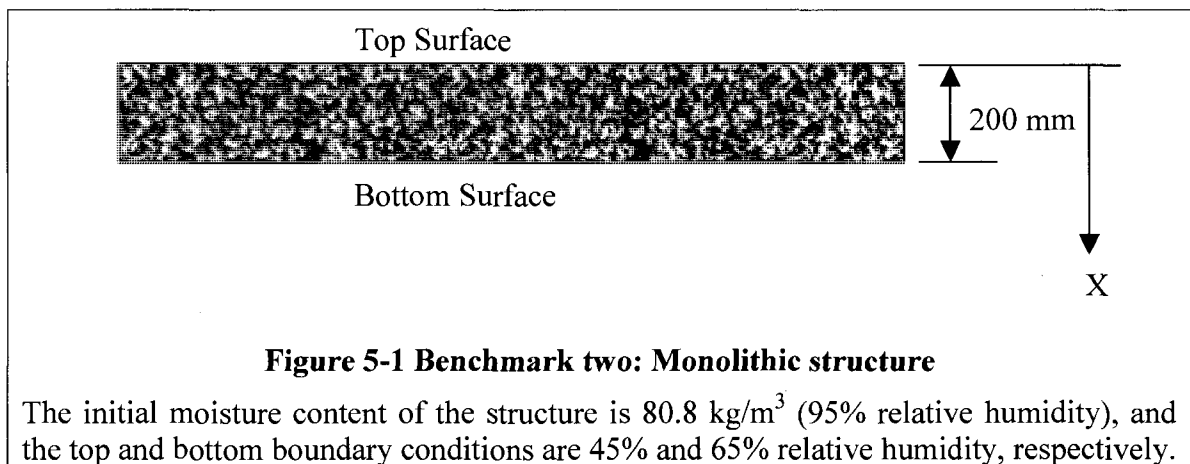 Top Surface
200 mm
Bottom Surface
X
Figure 5-1 Benchmark two: Monolithic structure
The initial moisture content of the structure is 80.8 kg/m³ (95% relative humidity), and
the top and bottom boundary conditions are 45% and 65% relative humidity, respectively.